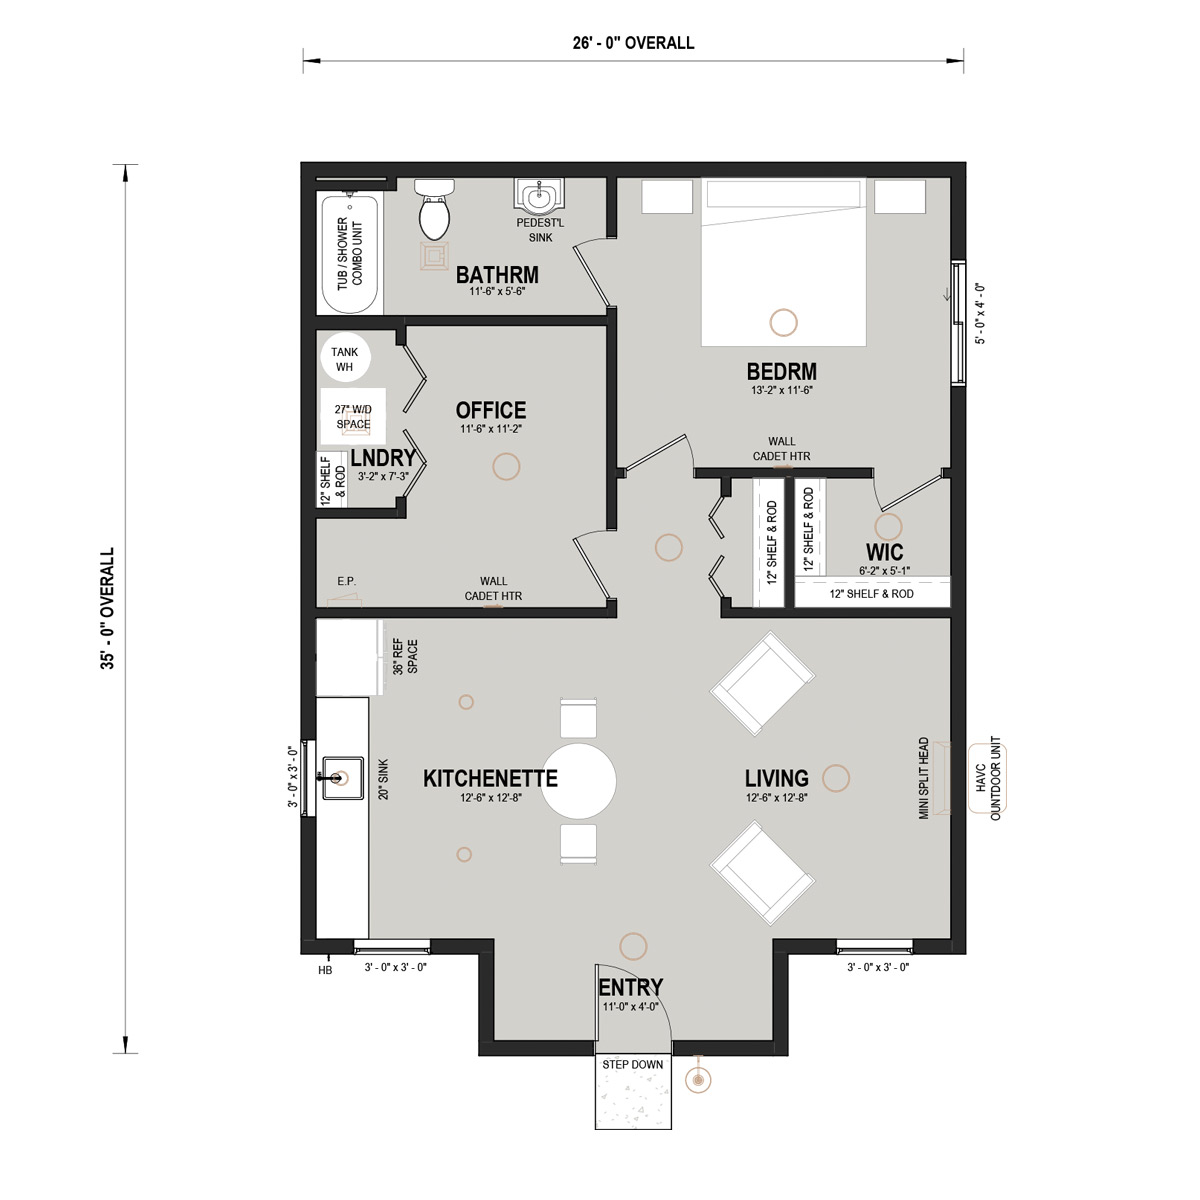 26' - 0" OVERALL
35' - 0" OVERALL
TUB / SHOWER
COMBO UNIT
PEDEST'L
SINK
BATHRM
11'-6" x 5'-6"
5' - 0" x 4' - 0"
TANK
WH
BEDRM
13'-2" x 11'-6"
27" W/D
SPACE
OFFICE
11'-6" x 11'-2"
LNDRY
3'-2" x 7'-3"
12" SHELF
& ROD
WALL
CADET HTR
12" SHELF & ROD
12" SHELF & ROD
WIC
6'-2" x 5'-1"
12" SHELF & ROD
E.P.
WALL
CADET HTR
36" REF
SPACE
3' - 0" x 3' - 0"
20" SINK
KITCHENETTE
12'-6" x 12'-8"
LIVING
12'-6" x 12'-8"
MINI SPLIT HEAD
HAVC
OUNTDOOR UNIT
HB
3' - 0" x 3' - 0"
3' - 0" x 3' - 0"
ENTRY
11'-0" x 4'-0"
STEP DOWN